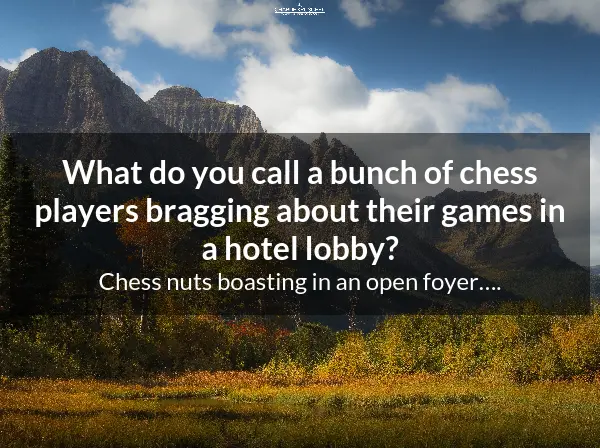 What do you call a bunch of chess
players bragging about their games in
a hotel lobby?
Chess nuts boasting in an open foyer....